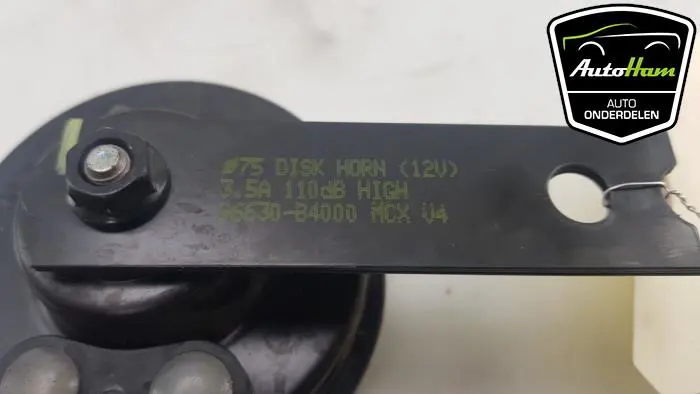 AutoHam
AUTO
ONDERDELEN
ø75 DISK HORN (12V)
3.5A 110dB HIGH
96630-B4000 MCX V4